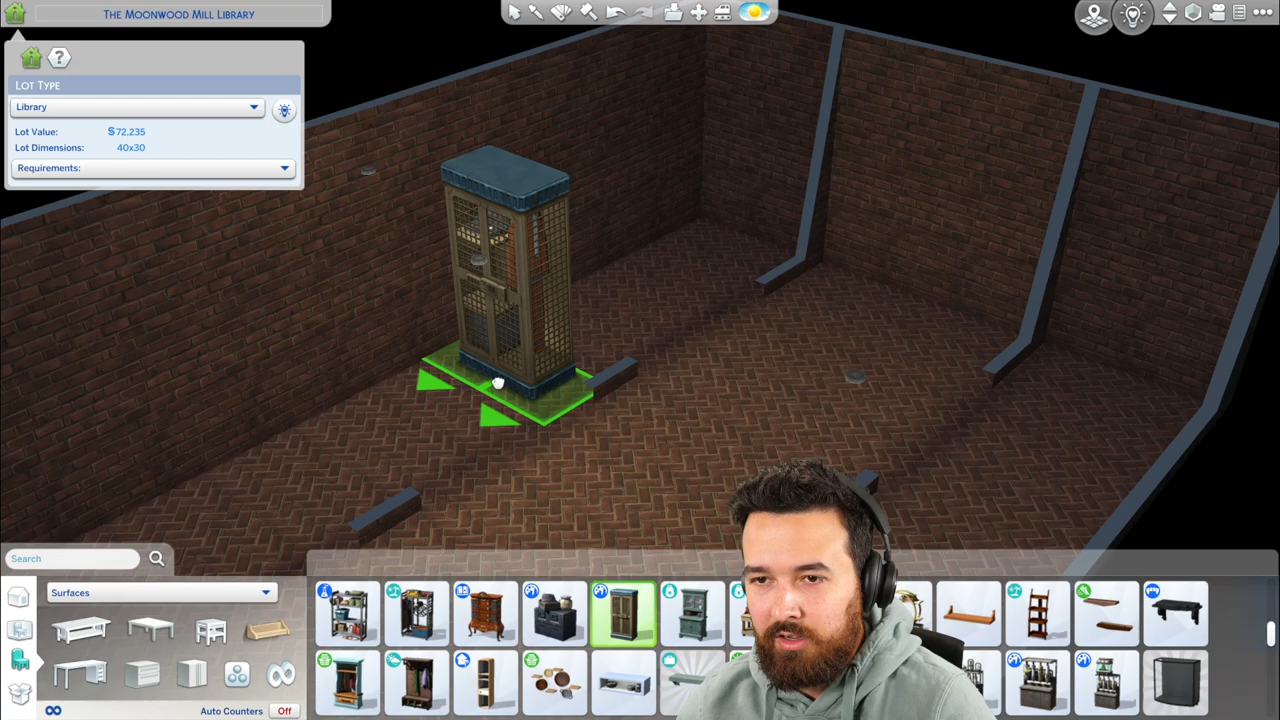 THE MOONWOOD MILL LIBRARY
LOT TYPE
Library
Lot Value: §72,235
Lot Dimensions: 40x30
Requirements:
Search
Surfaces
Auto Counters Off